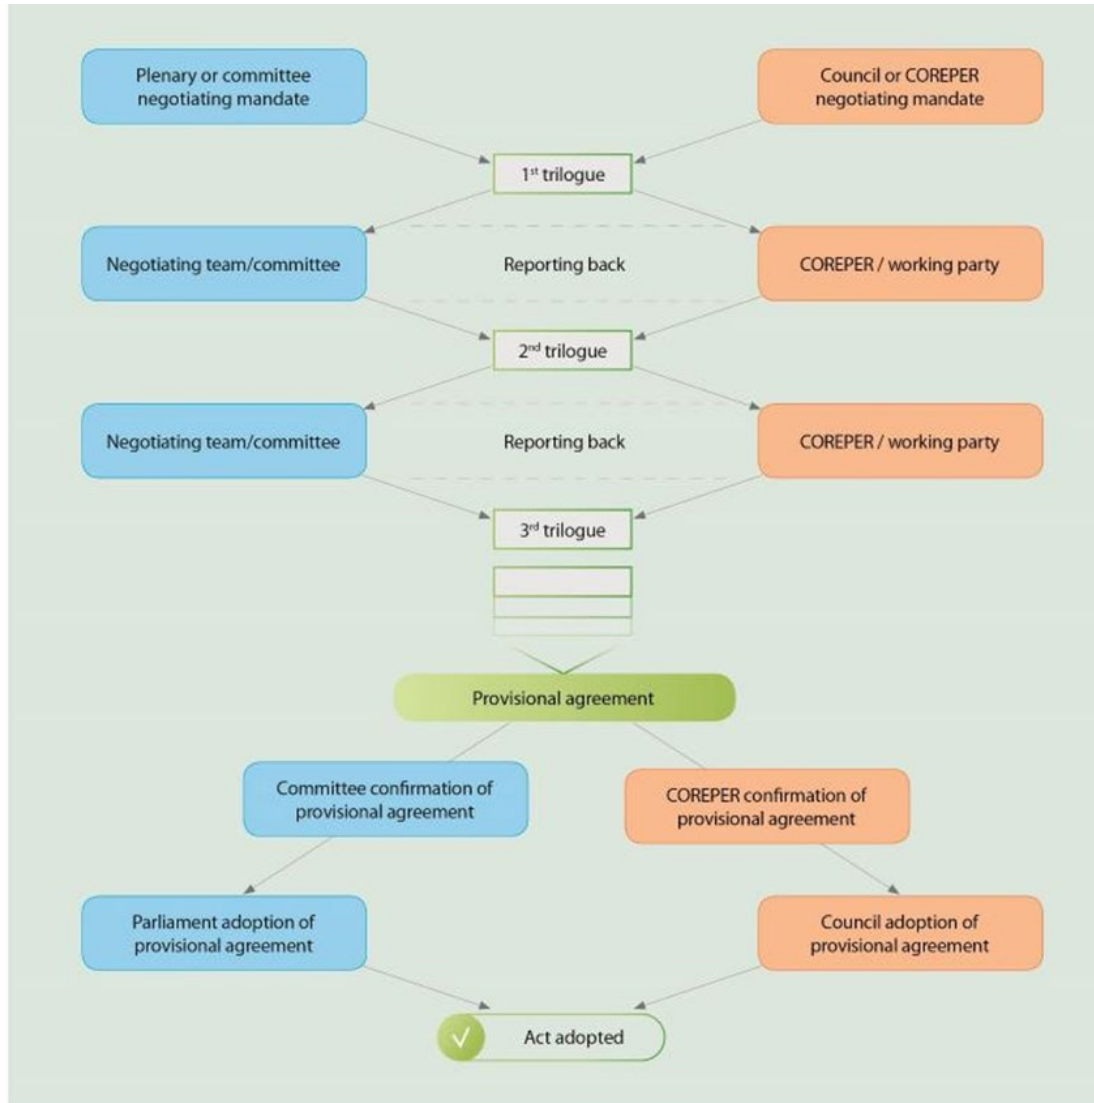 Plenary or committee
negotiating mandate
Council or COREPER
negotiating mandate
1st trilogue
Negotiating team/committee
Reporting back
COREPER / working party
2nd trilogue
Negotiating team/committee
Reporting back
COREPER / working party
3rd trilogue
Provisional agreement
Committee confirmation of
provisional agreement
COREPER confirmation of
provisional agreement
Parliament adoption of
provisional agreement
Council adoption of
provisional agreement
Act adopted